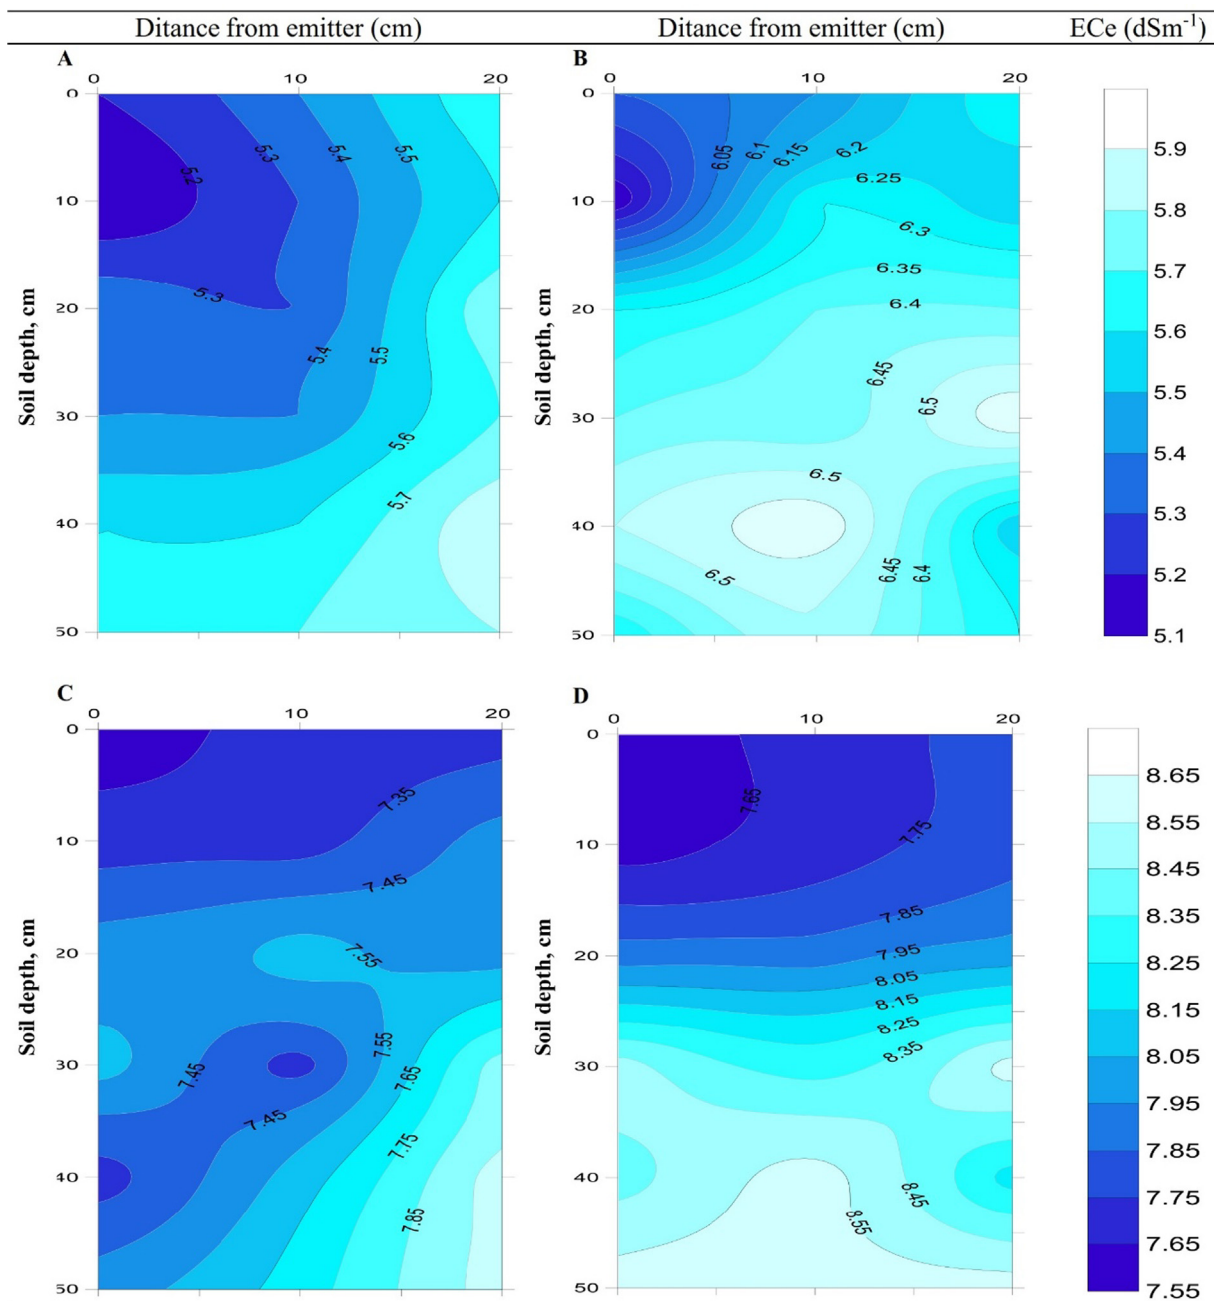 Ditance from emitter (cm) Ditance from emitter (cm) ECe (dSm-1)
A B
0 10 20 0 10 20
0 0
5.3 5.4 5.5 6.05 6.1 6.15 6.2 5.9
5.2 6.25 5.8
10 10
6.3 5.7
6.35
5.3 6.4 5.6
20 20
Soil depth, cm Soil depth, cm
5.4 5.5 6.45 5.5
6.5 5.4
30 30
5.6 6.5 5.3
5.7
40 40
6.5 6.45 6.4 5.2
50 50 5.1
C D
0 10 20 0 10 20
0 0
8.65
7.35 7.65 7.75 8.55
10 10
7.45 8.45
7.85 8.35
7.55 7.95
20 20
8.05 8.25
8.15 8.15
Soil depth, cm Soil depth, cm
7.55 8.25 8.05
7.45 7.65 8.35
30 30
7.95
7.45 7.75 7.85
40 40
7.85 8.45 7.75
8.55 7.65
50 50 7.55